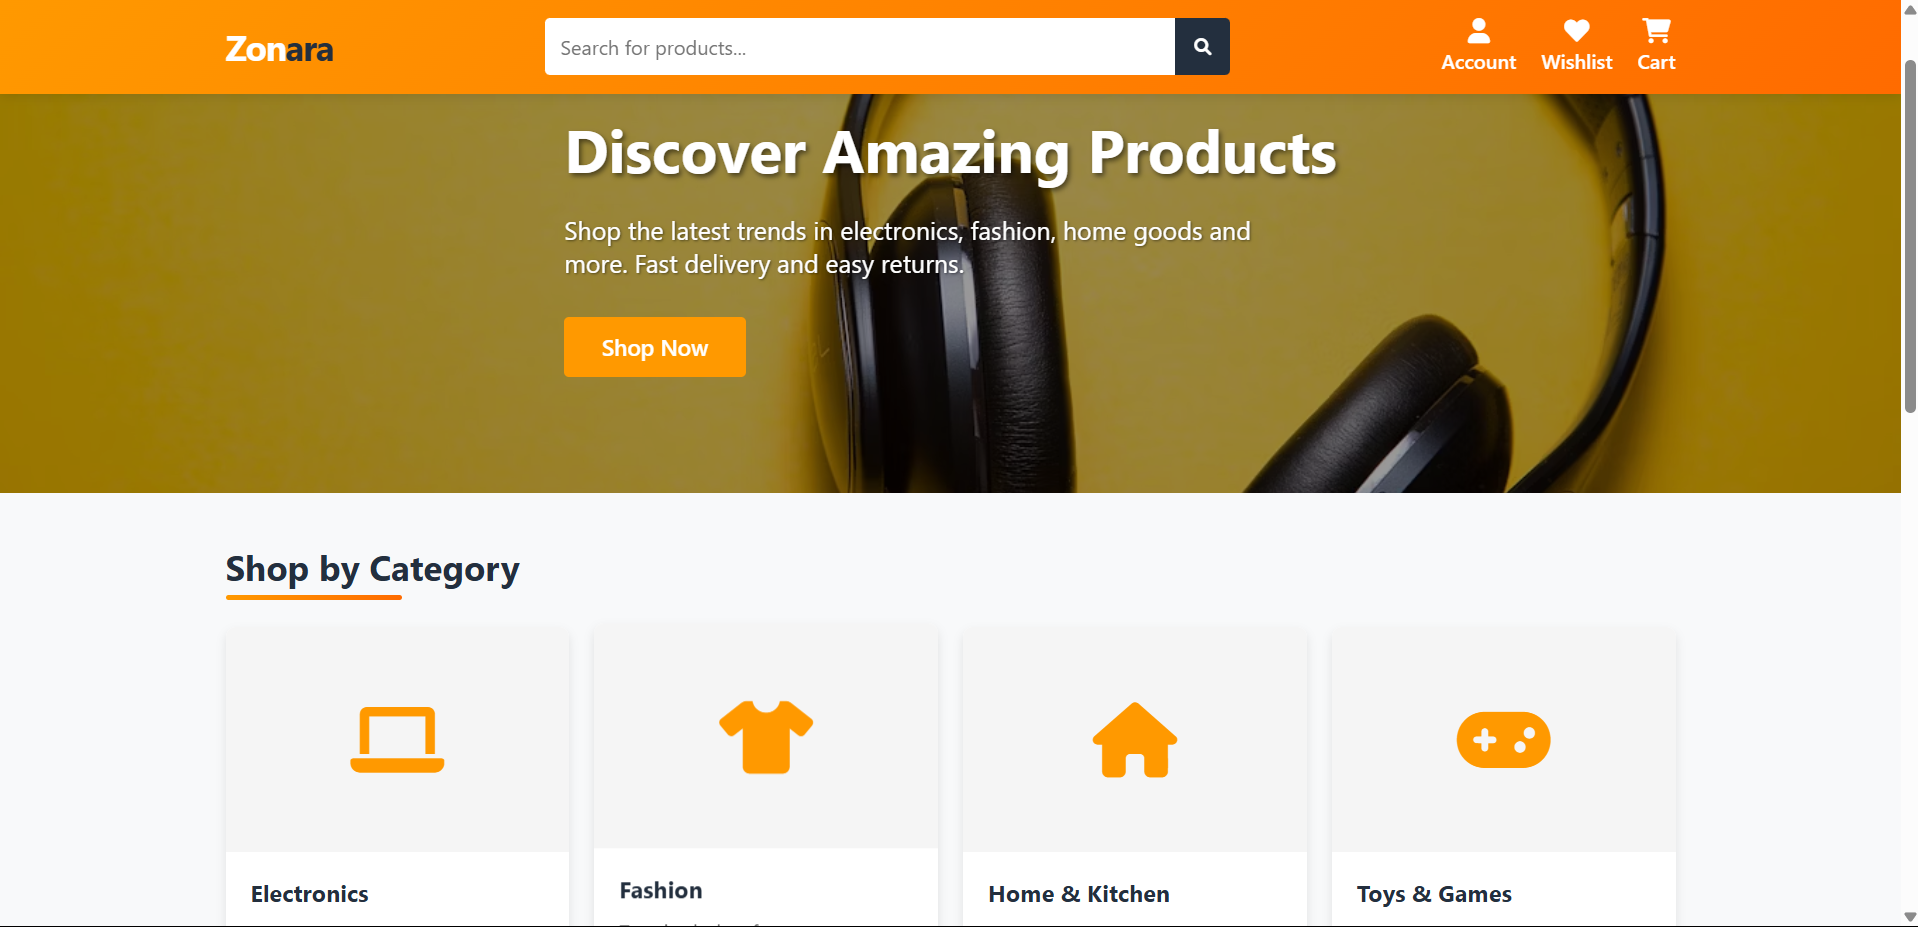 Zonara
Search for products...
Account
Wishlist
Cart
Discover Amazing Products
Shop the latest trends in electronics, fashion, home goods and
more. Fast delivery and easy returns.
Shop Now
Shop by Category
Electronics
Fashion
Home & Kitchen
Toys & Games